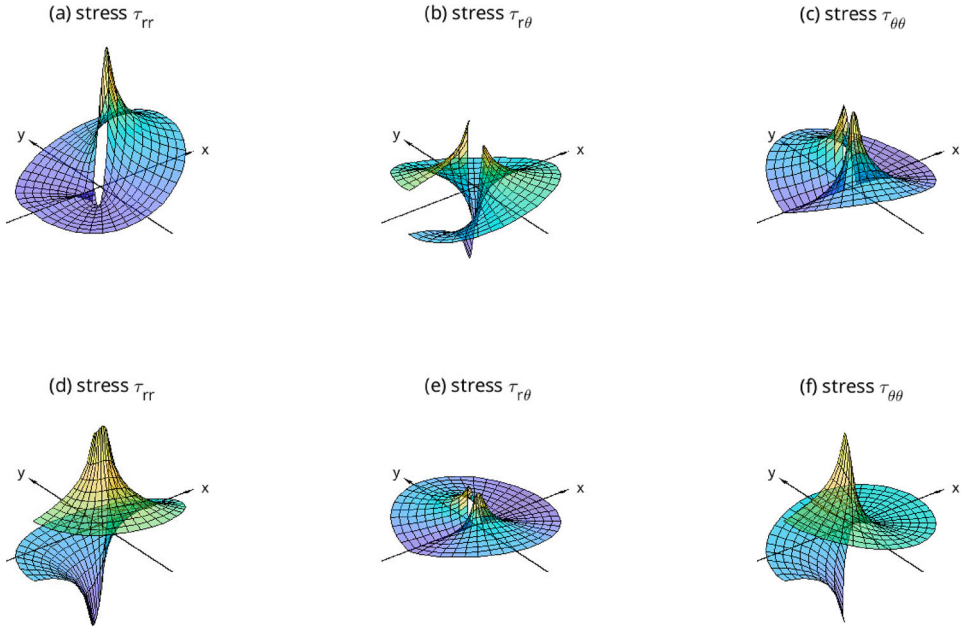 (a) stress τrr
(b) stress τrθ
(c) stress τθθ
y
x
y
x
y
x
(d) stress τrr
(e) stress τrθ
(f) stress τθθ
y
x
y
x
y
x